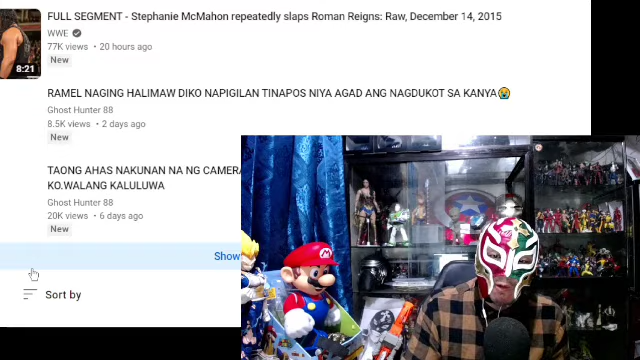 FULL SEGMENT - Stephanie McMahon repeatedly slaps Roman Reigns: Raw, December 14, 2015
WWE
77K views • 20 hours ago
New
8:21
RAMEL NAGING HALIMAW DIKO NAPIGILAN TINAPOS NIYA AGAD ANG NAGDUKOT SA KANYA😭
Ghost Hunter 88
8.5K views • 2 days ago
New
TAONG AHAS NAKUNAN NA NG CAMERA
KO.WALANG KALULUWA
Ghost Hunter 88
20K views • 6 days ago
New
Show
Sort by